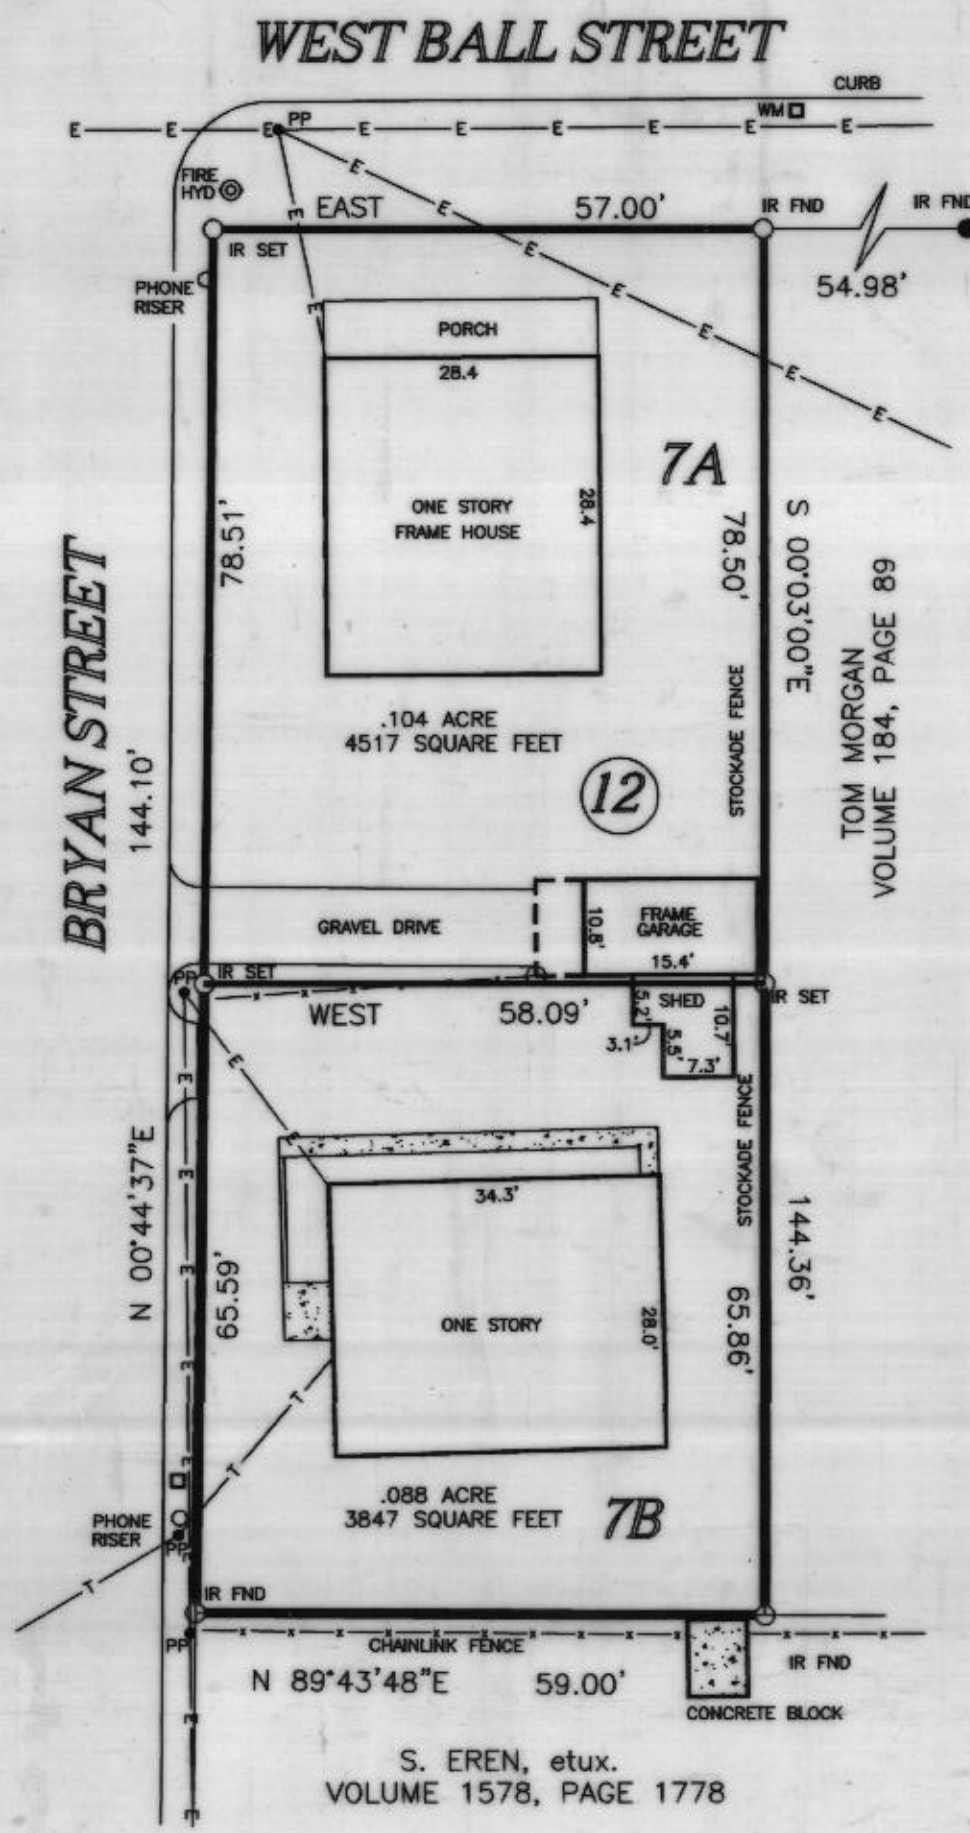 WEST BALL STREET
CURB
E E E E E E E E
PP
WM
FIRE
HYD
E
E
E
EAST 57.00'
IR FND
IR FND
IR SET
E
PHONE
RISER
54.98'
E
E
PORCH
E
28.4
E
E
7A
ONE STORY
FRAME HOUSE
28.4
78.51'
78.50'
S 00°03'00"E
TOM MORGAN
VOLUME 184, PAGE 89
BRYAN STREET
144.10'
STOCKADE FENCE
.104 ACRE
4517 SQUARE FEET
12
GRAVEL DRIVE
10.8'
FRAME
GARAGE
15.4'
PP
IR SET
x x x x
WEST 58.09'
IR SET
5.2'
SHED
10.7'
3.1'
5.5'
7.3'
E
E
E
STOCKADE FENCE
N 00°44'37"E
E
34.3'
144.36'
E
65.59'
ONE STORY
28.0'
65.86'
E
T
T
.088 ACRE
3847 SQUARE FEET
7B
PHONE
RISER
PP
T
IR FND
PP
x x x x x x x x x x x
CHAINLINK FENCE
IR FND
N 89°43'48"E 59.00'
CONCRETE BLOCK
E
S. EREN, etux.
VOLUME 1578, PAGE 1778
E